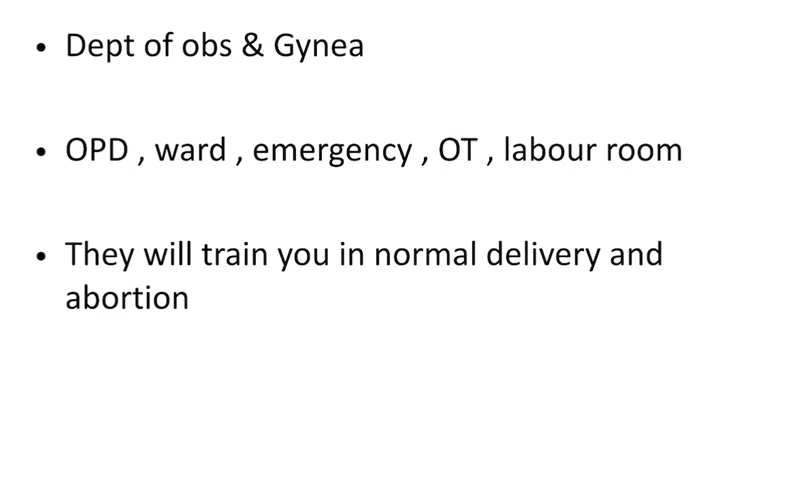 • Dept of obs & Gynea
• OPD , ward , emergency , OT , labour room
• They will train you in normal delivery and
abortion